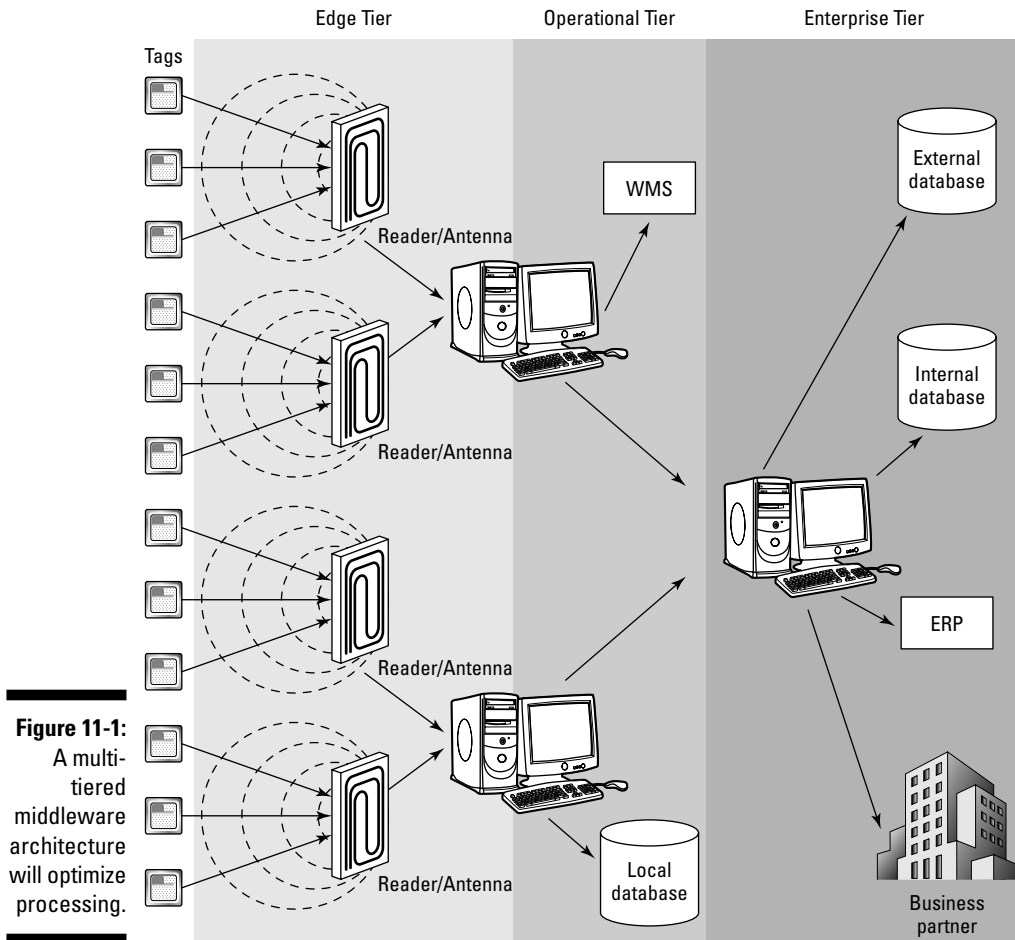 Edge Tier
Operational Tier
Enterprise Tier
Tags
External
database
WMS
Reader/Antenna
Internal
database
Reader/Antenna
ERP
Reader/Antenna
Figure 11-1:
A multi-
tiered
middleware
architecture
will optimize
processing.
Local
database
Reader/Antenna
Business
partner